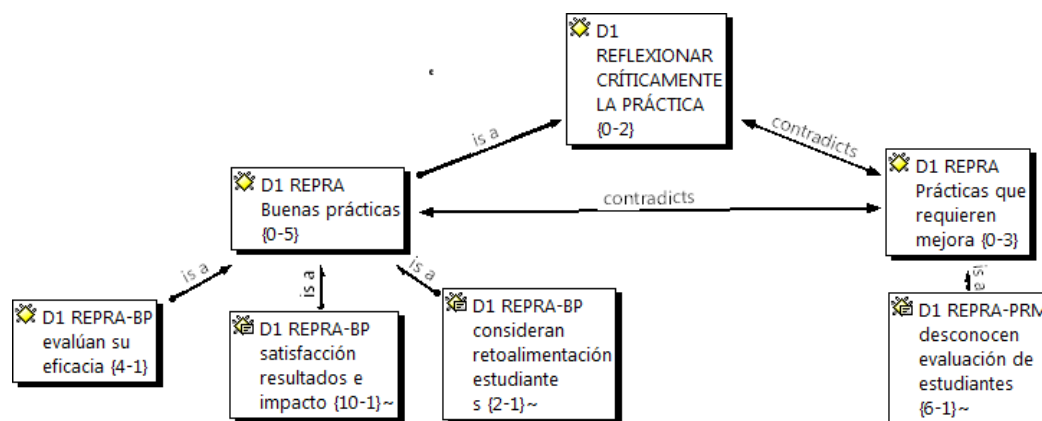 D1
REFLEXIONAR
CRÍTICAMENTE
LA PRÁCTICA
{0-2}
is a
contradicts
D1 REPRA
Buenas prácticas
{0-5}
contradicts
D1 REPRA
Prácticas que
requieren
mejora {0-3}
is a
is a
is a
is a
D1 REPRA-BP
evalúan su
eficacia {4-1}
D1 REPRA-BP
satisfacción
resultados e
impacto {10-1}~
D1 REPRA-BP
consideran
retoalimentación
estudiante
s {2-1}~
D1 REPRA-PRM
desconocen
evaluación de
estudiantes
{6-1}~